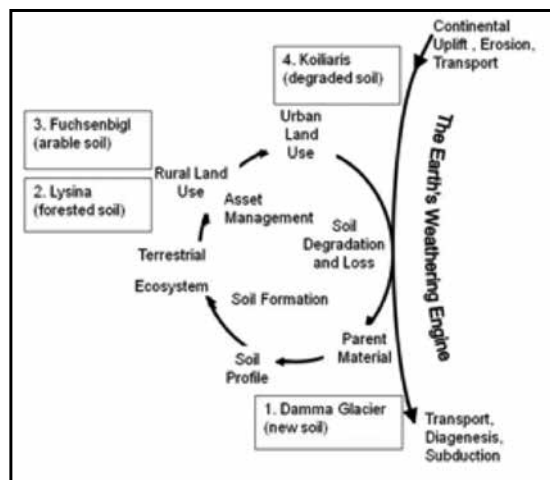 Continental
Uplift , Erosion,
Transport
4. Koiliaris
(degraded soil)
3. Fuchsenbigl
(arable soil)
2. Lysina
(forested soil)
Urban
Land
Use
Rural Land
Use
Asset
Management
Terrestrial
Ecosystem
Soil
Degradation
and Loss
Soil Formation
Parent
Material
Soil
Profile
1. Damma Glacier
(new soil)
The Earth's Weathering Engine
Transport,
Diagenesis,
Subduction